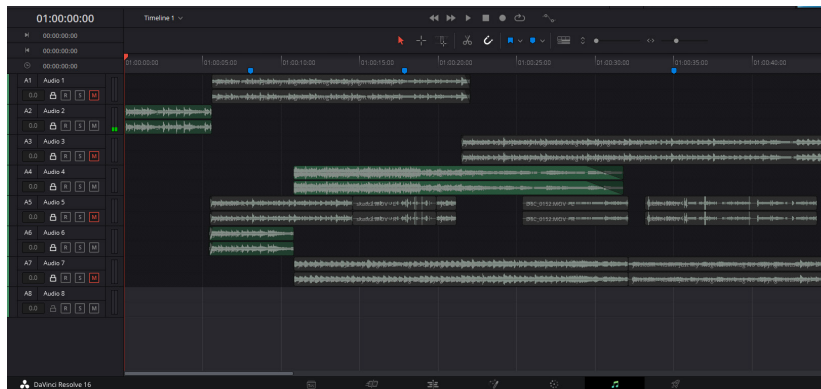 01:00:00:00 Timeline 1
00:00:00:00
00:00:00:00
00:00:00:00
01:00:00:00 01:00:05:00 01:00:10:00 01:00:15:00 01:00:20:00 01:00:25:00 01:00:30:00 01:00:35:00 01:00:40:00
A1 Audio 1
0.0 R S M
A2 Audio 2
0.0 R S M
A3 Audio 3
0.0 R S M
A4 Audio 4
0.0 R S M
A5 Audio 5
0.0 R S M
DSC_0152.MOV
A6 Audio 6
0.0 R S M
A7 Audio 7
0.0 R S M
A8 Audio 8
0.0 R S M
DaVinci Resolve 16